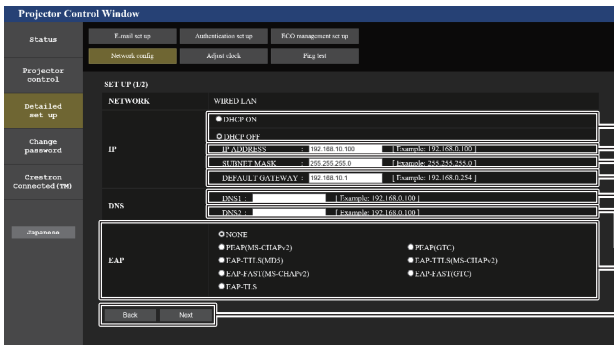 Projector Control Window
Status
Projector control
Detailed set up
Change password
Crestron Connected(TM)
Japanese
E-mail set up
Authentication set up
ECO management set up
Network config
Adjust clock
Ping test
SET UP (1/2)
NETWORK
WIRED LAN
IP
DHCP ON
DHCP OFF
IP ADDRESS : 192.168.10.100 [ Example: 192.168.0.100 ]
SUBNET MASK : 255.255.255.0 [ Example: 255.255.255.0 ]
DEFAULT GATEWAY : 192.168.10.1 [ Example: 192.168.0.254 ]
DNS
DNS1 : [ Example: 192.168.0.100 ]
DNS2 : [ Example: 192.168.0.100 ]
EAP
NONE
PEAP(MS-CHAPv2) PEAP(GTC)
EAP-TTLS(MD5) EAP-TTLS(MS-CHAPv2)
EAP-FAST(MS-CHAPv2) EAP-FAST(GTC)
EAP-TLS
Back Next